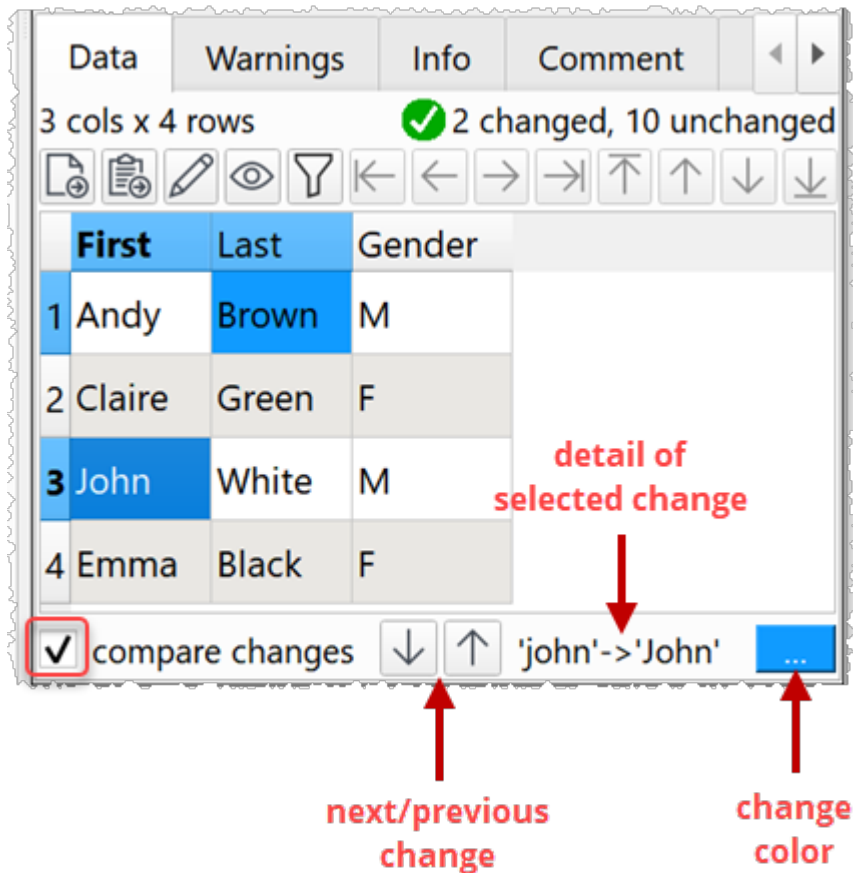 Data Warnings Info Comment
3 cols x 4 rows 2 changed, 10 unchanged
First Last Gender
1 Andy Brown M
2 Claire Green F
3 John White M
4 Emma Black F
detail of
selected change
compare changes 'john'->'John' ...
next/previous
change
change
color